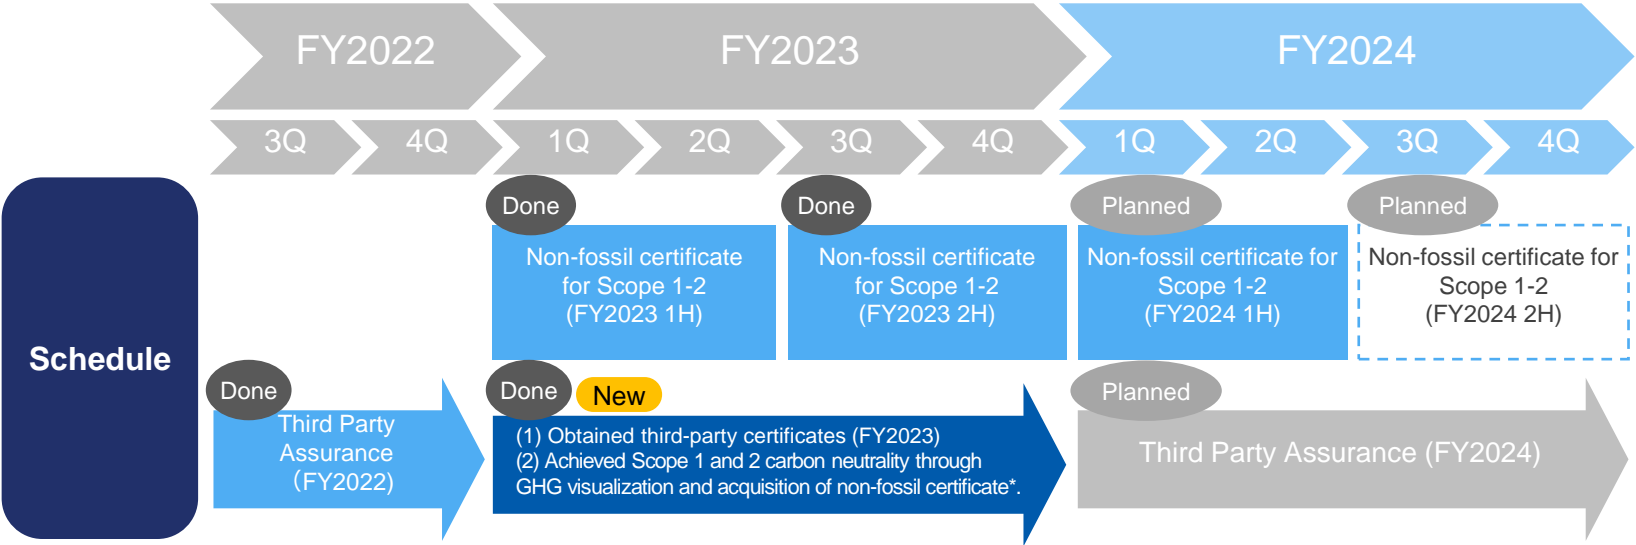 FY2022
FY2023
FY2024
3Q
4Q
1Q
2Q
3Q
4Q
1Q
2Q
3Q
4Q
Schedule
Done
Non-fossil certificate
for Scope 1-2
(FY2023 1H)
Done
Non-fossil certificate
for Scope 1-2
(FY2023 2H)
Planned
Non-fossil certificate for
Scope 1-2
(FY2024 1H)
Planned
Non-fossil certificate for
Scope 1-2
(FY2024 2H)
Done
Third Party
Assurance
（FY2022)
Done
New
(1) Obtained third-party certificates (FY2023)
(2) Achieved Scope 1 and 2 carbon neutrality through
GHG visualization and acquisition of non-fossil certificate*.
Planned
Third Party Assurance (FY2024)